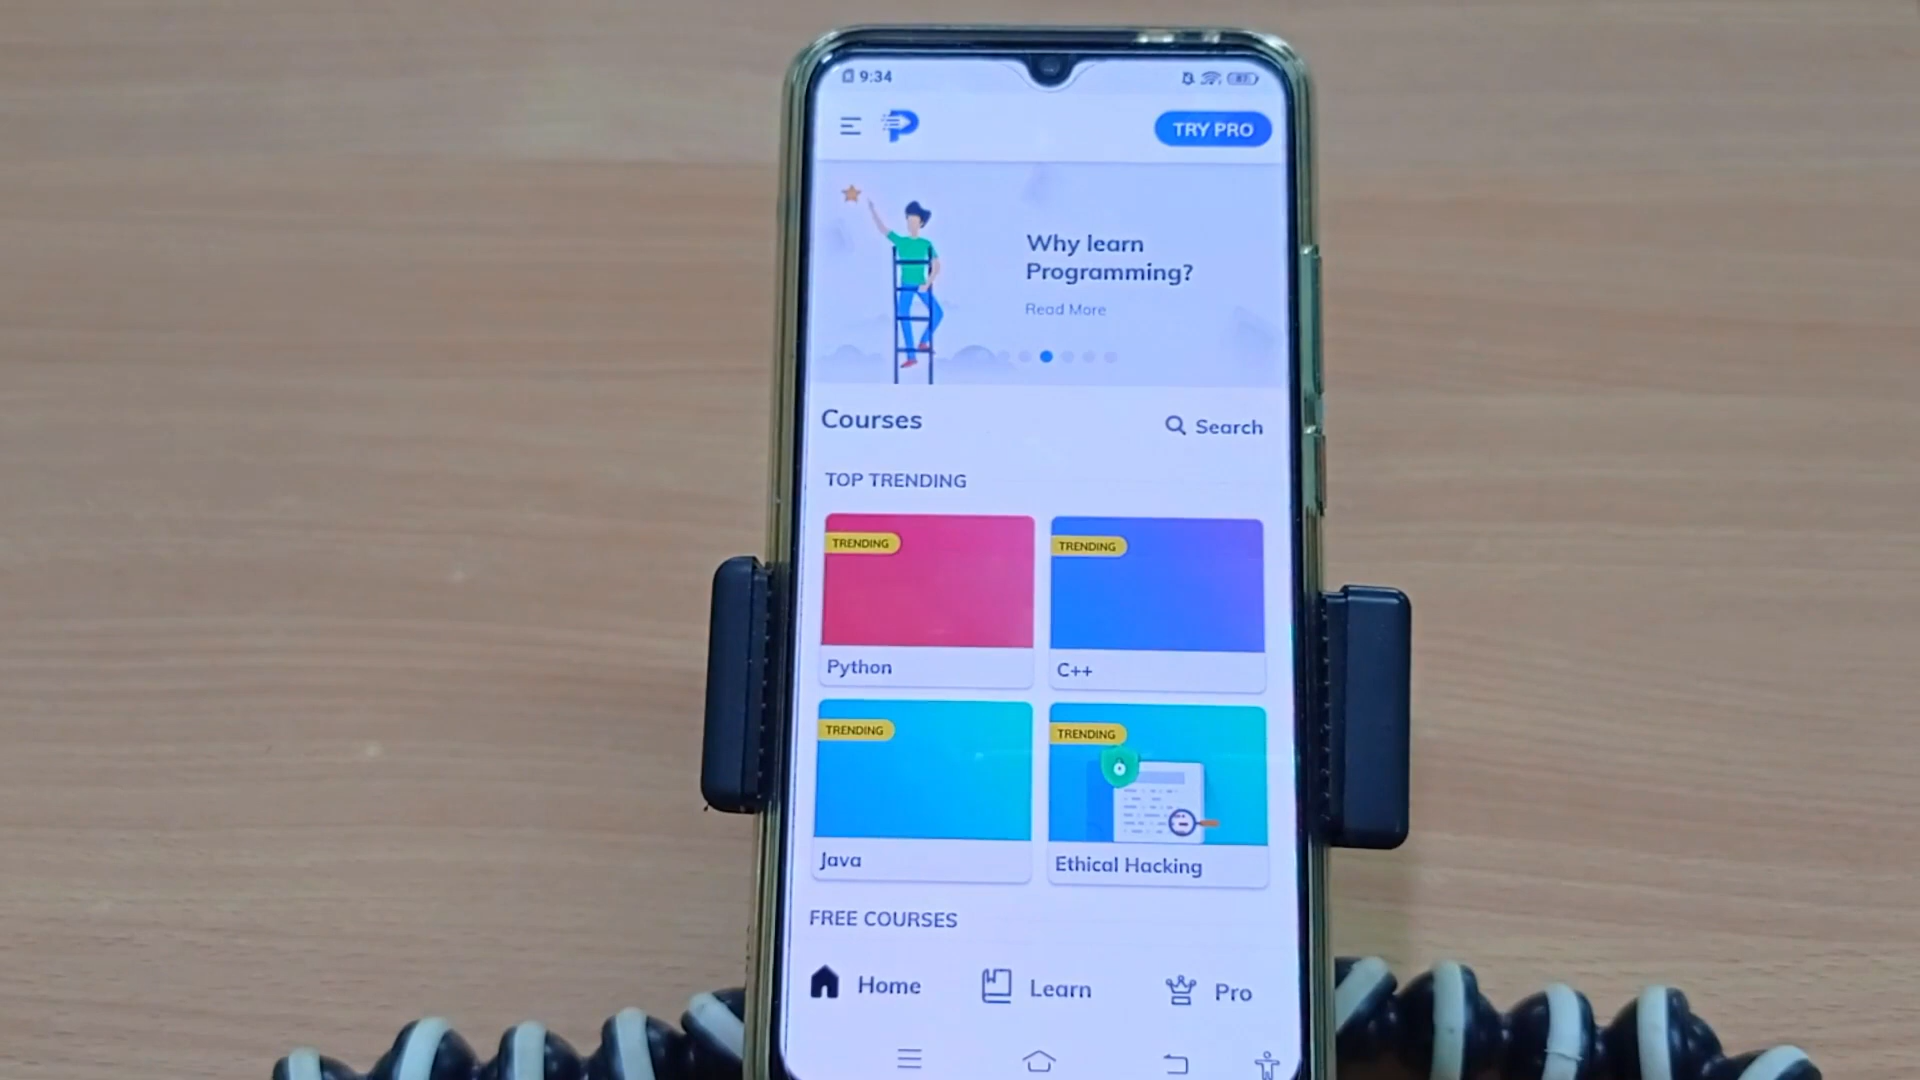 9:34
TRY PRO
Why learn
Programming?
Read More
Courses
Search
TOP TRENDING
TRENDING
TRENDING
Python
C++
TRENDING
TRENDING
Java
Ethical Hacking
FREE COURSES
Home
Learn
Pro